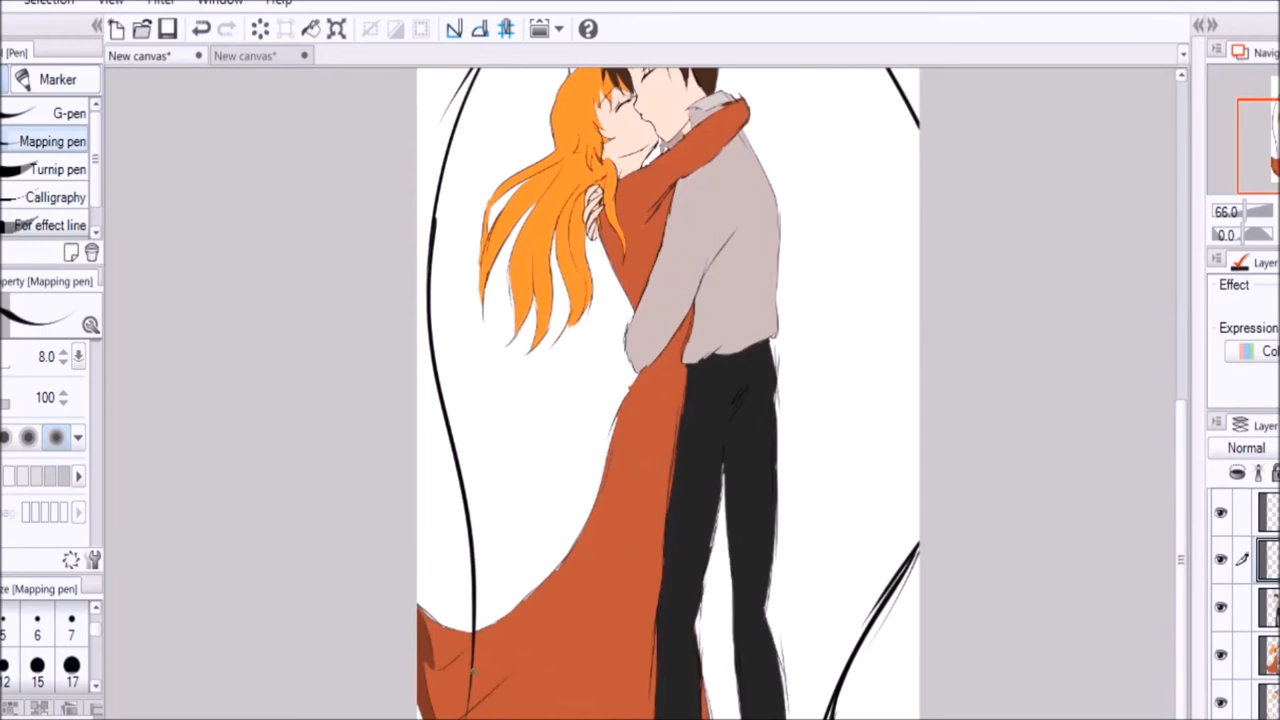 Selection View Filter Window Help
[Pen]
New canvas*
New canvas*
Navig
Marker
G-pen
Mapping pen
Turnip pen
Calligraphy
For effect line
perty [Mapping pen]
8.0
100
ze [Mapping pen]
5 6 7
12 15 17
66.0
0.0
Layer
Effect
Expression
Col
Layer
Normal